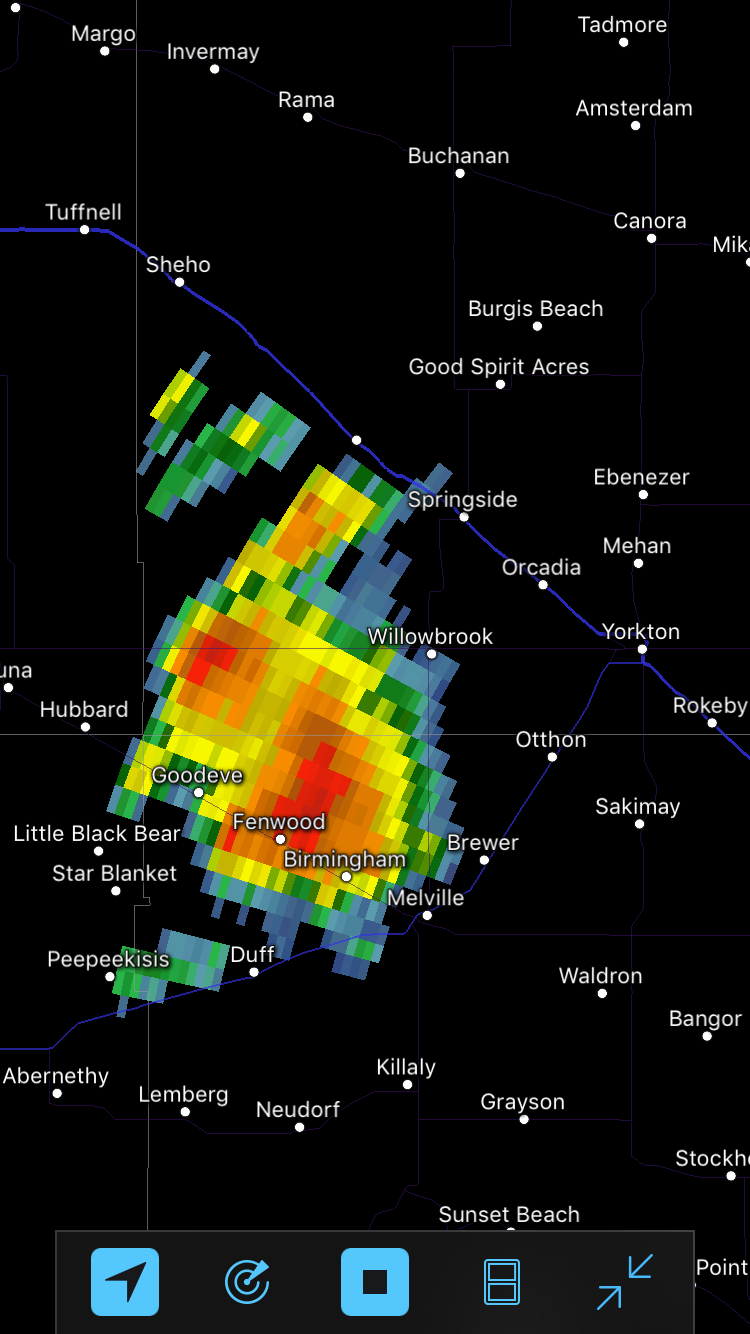 Margo
Tadmore
Invermay
Rama
Amsterdam
Buchanan
Tuffnell
Canora
Mik
Sheho
Burgis Beach
Good Spirit Acres
Ebenezer
Springside
Mehan
Orcadia
Willowbrook
Yorkton
una
Hubbard
Rokeby
Otthon
Goodeve
Sakimay
Fenwood
Little Black Bear
Brewer
Birmingham
Star Blanket
Melville
Peepeekisis
Duff
Waldron
Bangor
Killaly
Abernethy
Lemberg
Grayson
Neudorf
Stockho
Sunset Beach
Point